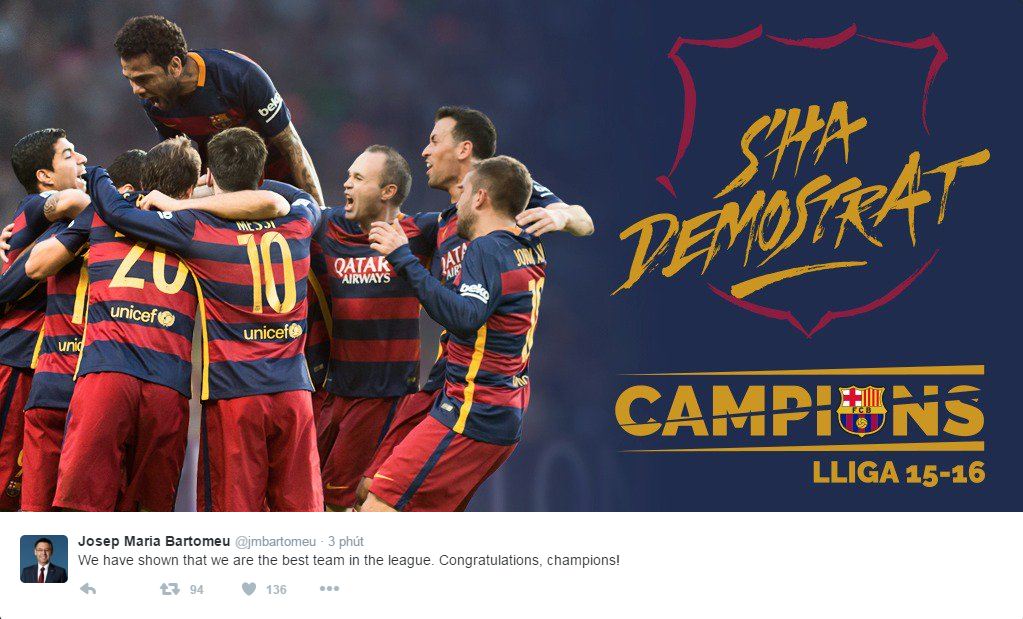 beko
MESSI
20
10
unicef
unicef
QATAR
AIRWAYS
beko
S'HA
DEMOSTRAT
CAMPIONS
FCB
LLIGA 15-16
Josep Maria Bartomeu @jmbartomeu · 3 phút
We have shown that we are the best team in the league. Congratulations, champions!
94 136